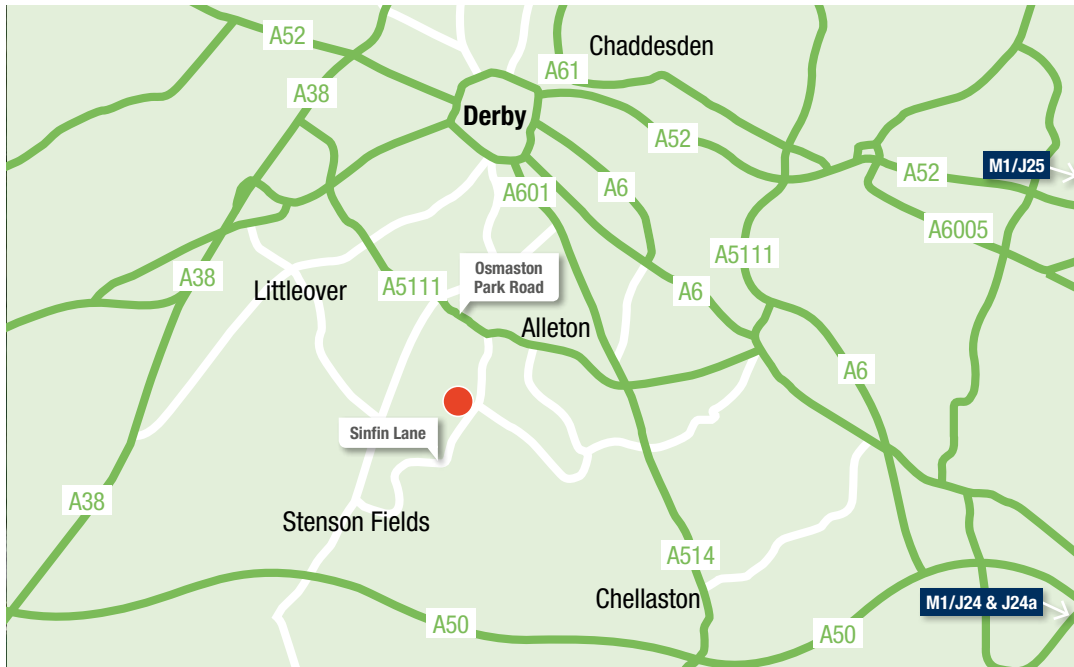 A52
Chaddesden
A61
A38
Derby
A52
M1/J25
A52
A601
A6
A6005
A5111
Osmaston
Park Road
A38
Littleover
A5111
A6
Alleton
A6
Sinfin Lane
A38
Stenson Fields
A514
Chellaston
M1/J24 & J24a
A50
A50